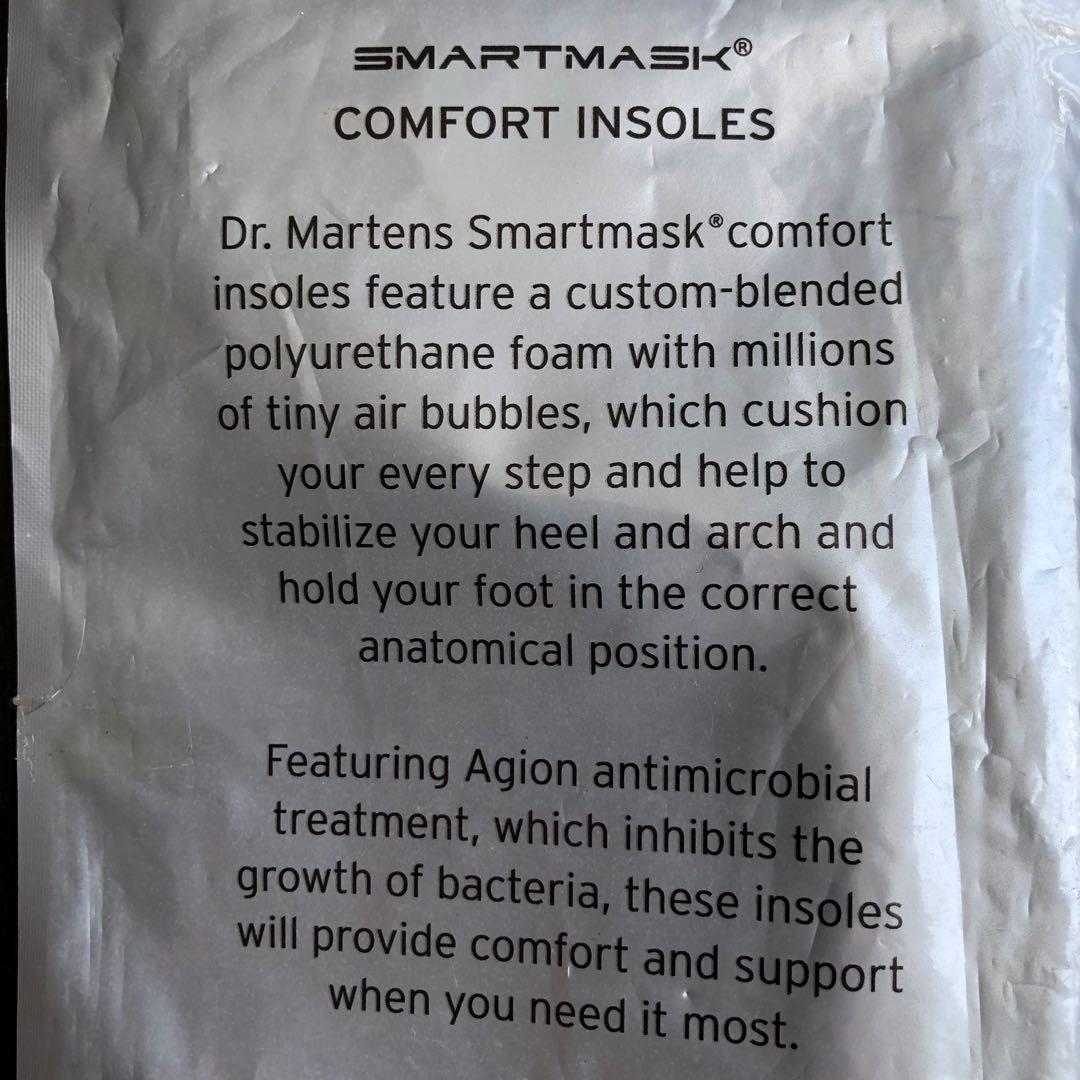 SMARTMASK®
COMFORT INSOLES
Dr. Martens Smartmask® comfort
insoles feature a custom-blended
polyurethane foam with millions
of tiny air bubbles, which cushion
your every step and help to
stabilize your heel and arch and
hold your foot in the correct
anatomical position.
Featuring Agion antimicrobial
treatment, which inhibits the
growth of bacteria, these insoles
will provide comfort and support
when you need it most.